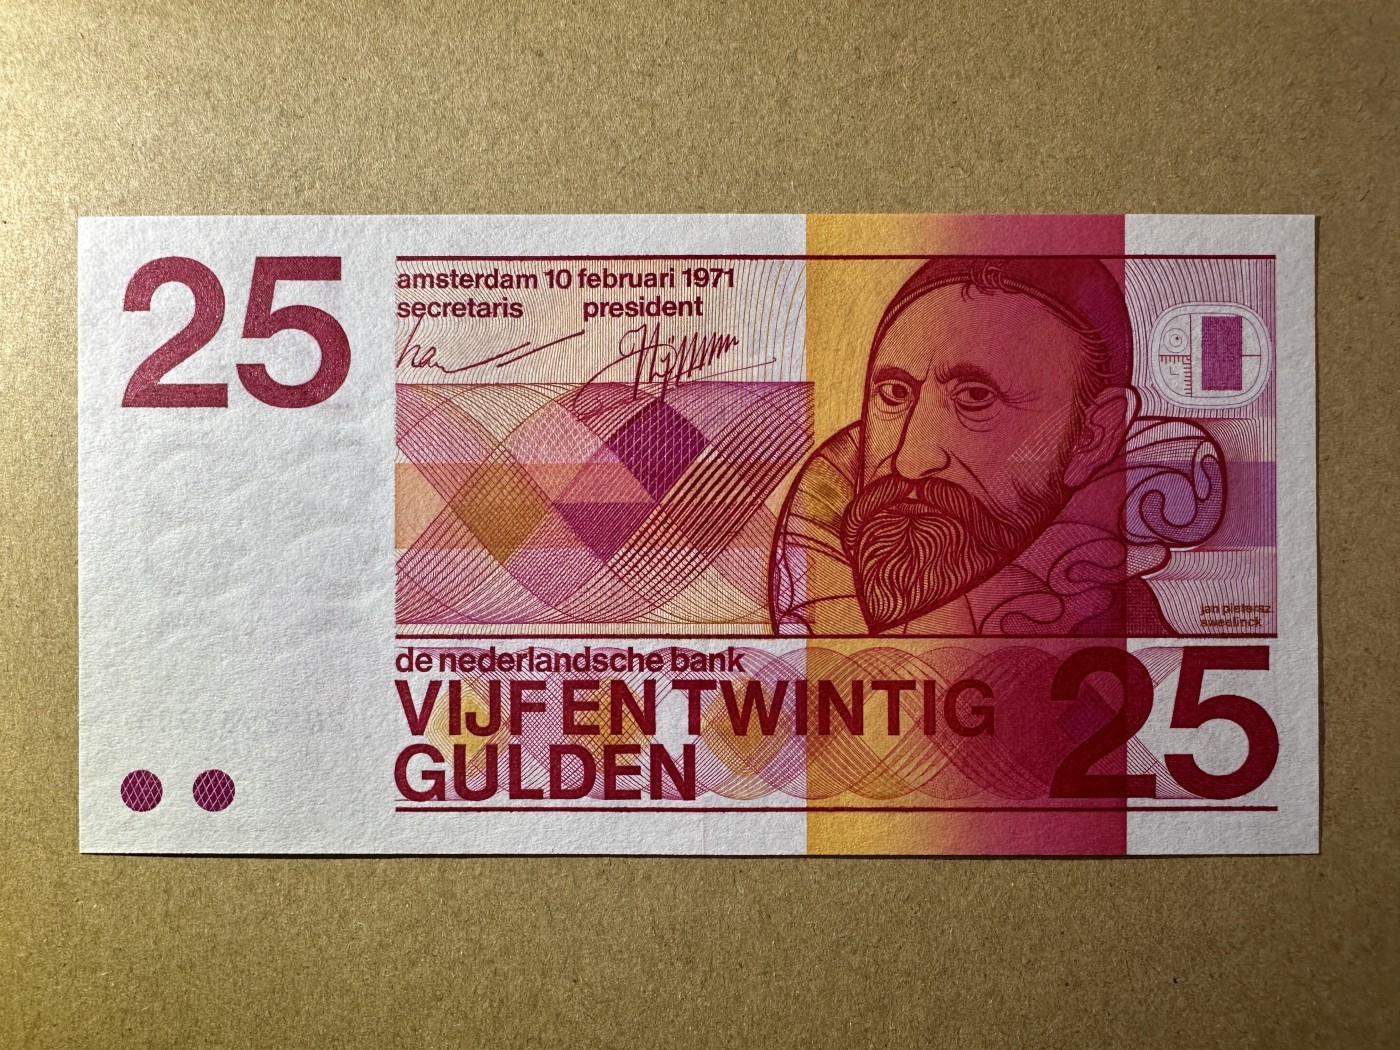 25
amsterdam 10 februari 1971
secretaris president
jan pietersz.
sweelinck
de nederlandsche bank
VIJF EN TWINTIG
GULDEN
25